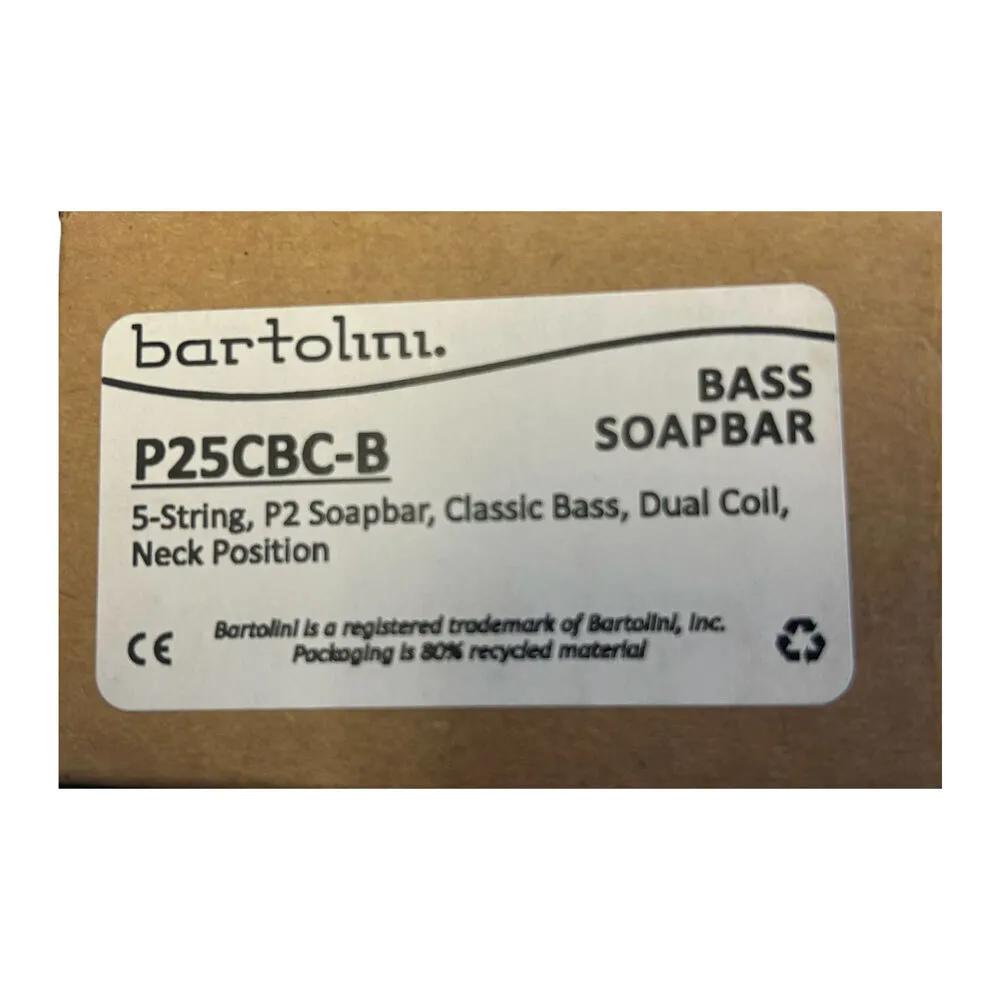 bartolini.
BASS
SOAPBAR
P25CBC-B
5-String, P2 Soapbar, Classic Bass, Dual Coil,
Neck Position
Bartolini is a registered trademark of Bartolini, Inc.
Packaging is 80% recycled material
CE